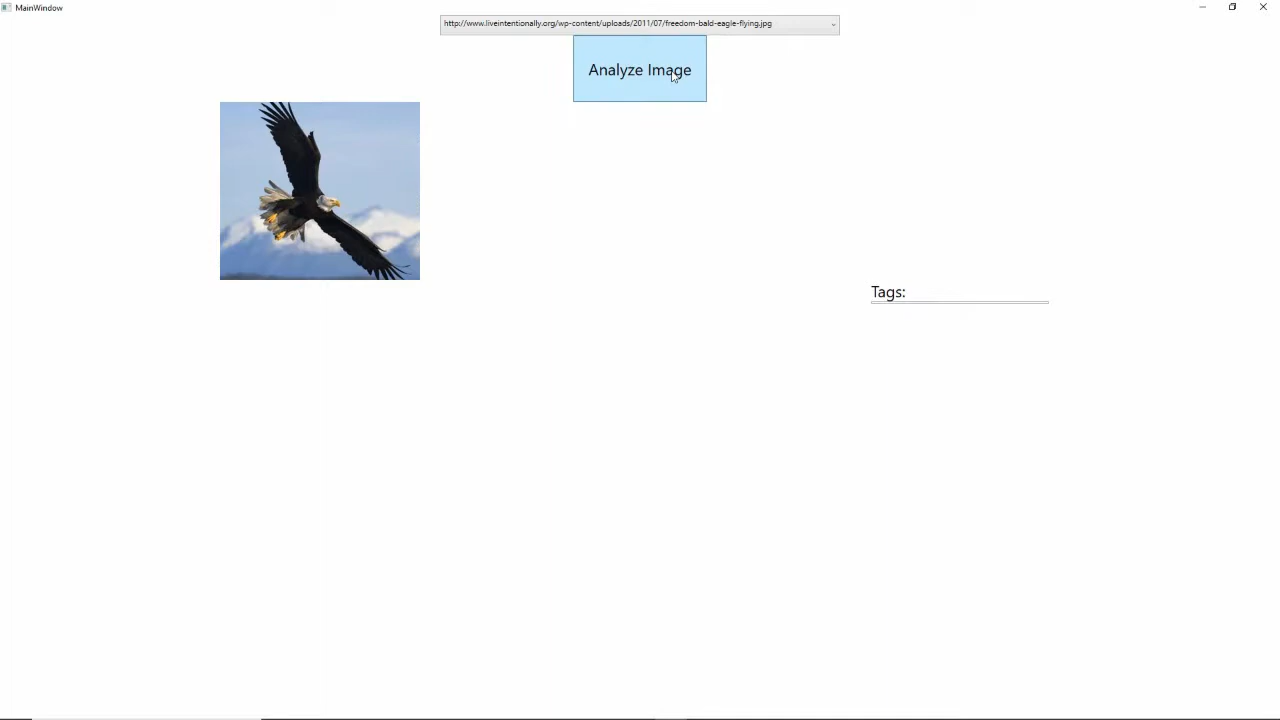 MainWindow
http://www.liveintentionally.org/wp-content/uploads/2011/07/freedom-bald-eagle-flying.jpg
Analyze Image
Tags: